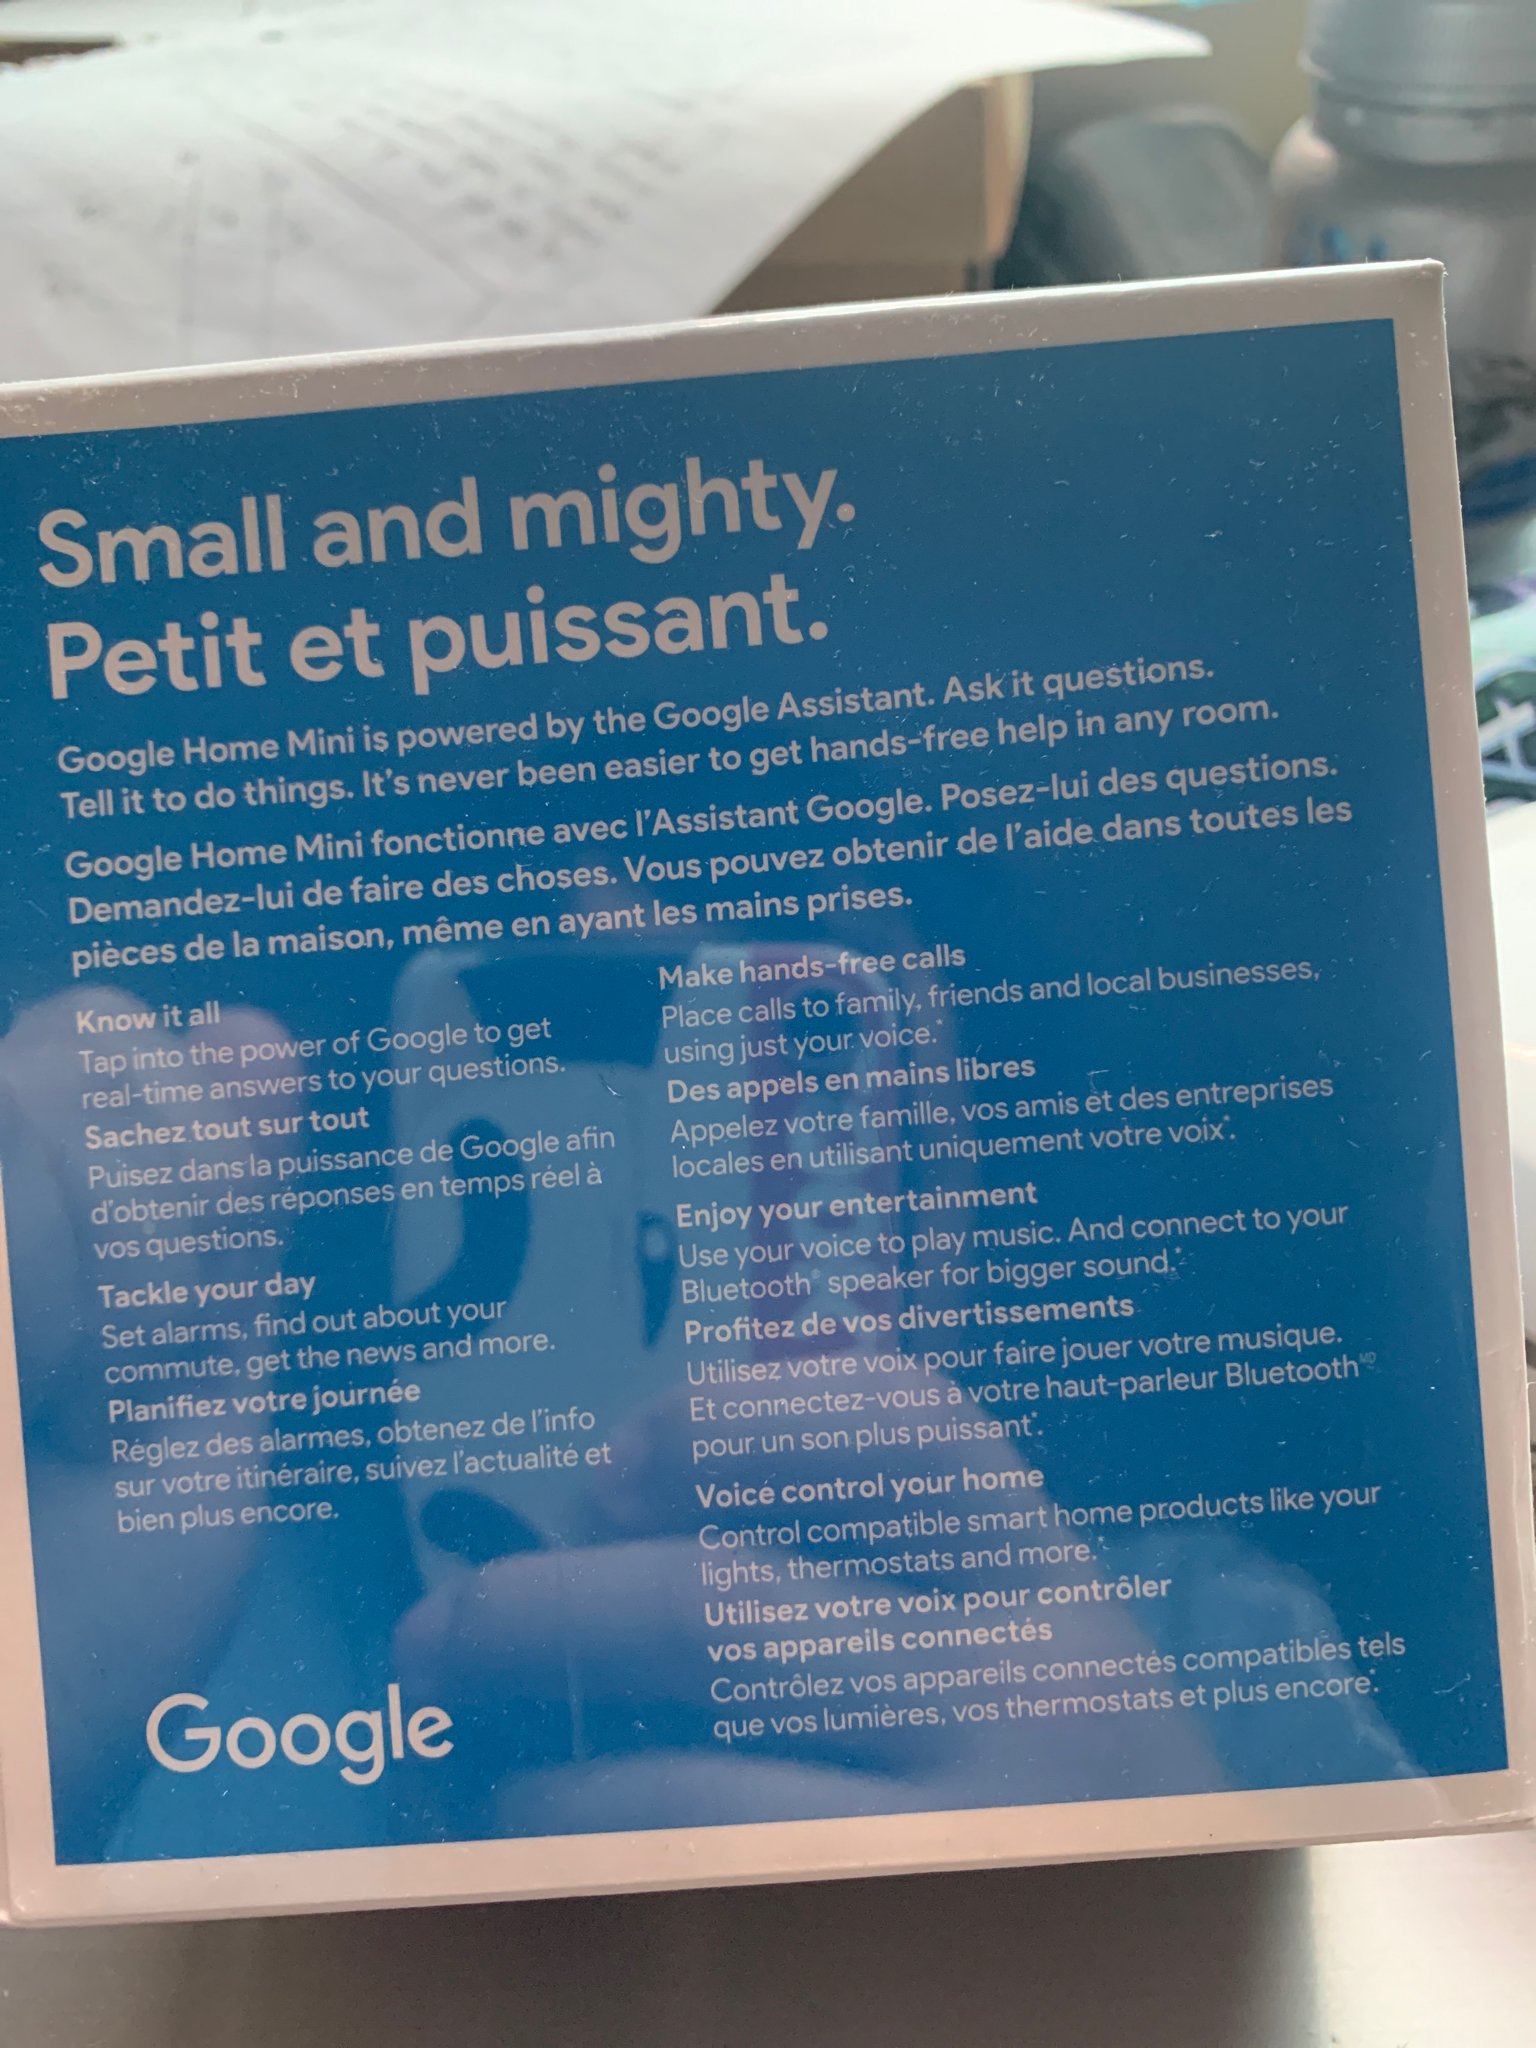 Small and mighty.
Petit et puissant.
Google Home Mini is powered by the Google Assistant. Ask it questions.
Tell it to do things. It's never been easier to get hands-free help in any room.
Google Home Mini fonctionne avec l'Assistant Google. Posez-lui des questions.
Demandez-lui de faire des choses. Vous pouvez obtenir de l'aide dans toutes les
pièces de la maison, même en ayant les mains prises.
Know it all
Tap into the power of Google to get
real-time answers to your questions.
Sachez tout sur tout
Puisez dans la puissance de Google afin
d'obtenir des réponses en temps réel à
vos questions.
Tackle your day
Set alarms, find out about your
commute, get the news and more.
Planifiez votre journée
Réglez des alarmes, obtenez de l'info
sur votre itinéraire, suivez l'actualité et
bien plus encore.
Make hands-free calls
Place calls to family, friends and local businesses,
using just your voice.*
Des appels en mains libres
Appelez votre famille, vos amis et des entreprises
locales en utilisant uniquement votre voix*.
Enjoy your entertainment
Use your voice to play music. And connect to your
Bluetooth® speaker for bigger sound.*
Profitez de vos divertissements
Utilisez votre voix pour faire jouer votre musique.
Et connectez-vous à votre haut-parleur Bluetooth MD
pour un son plus puissant*.
Voice control your home
Control compatible smart home products like your
lights, thermostats and more.*
Utilisez votre voix pour contrôler
vos appareils connectés
Contrôlez vos appareils connectés compatibles tels
que vos lumières, vos thermostats et plus encore*.
Google